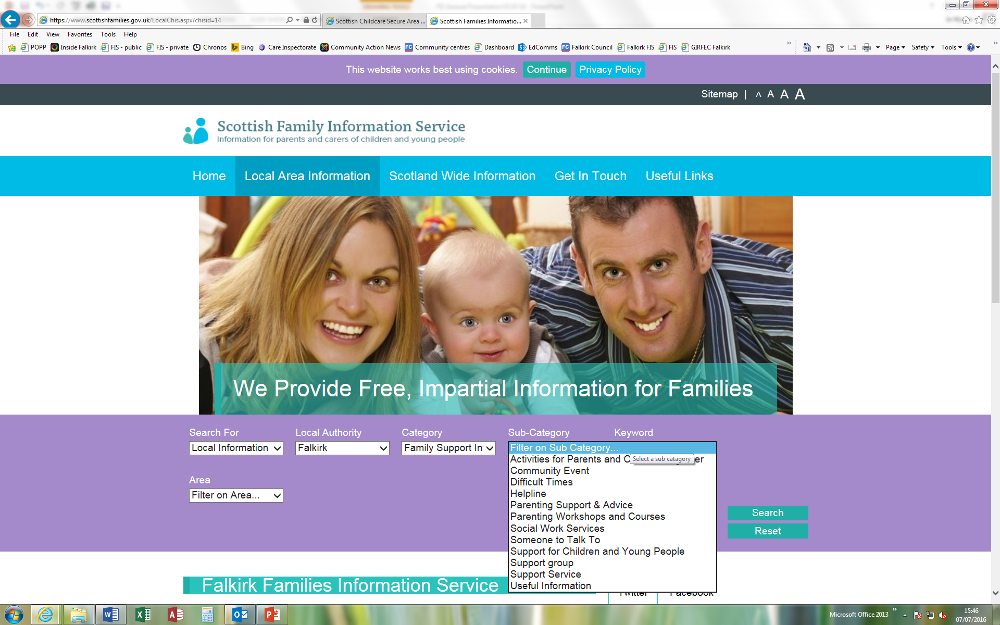 https://www.scottishfamilies.gov.uk/LocalChis.aspx?chisid=14
Scottish Childcare Secure Area ...
Scottish Families Informatio...
File Edit View Favorites Tools Help
POPP Inside Falkirk FIS - public FIS - private Chronos Bing Care Inspectorate Community Action News Community centres Dashboard EdComms Falkirk Council Falkirk FIS FIS GIRFEC Falkirk
Page Safety Tools
This website works best using cookies. Continue Privacy Policy
Sitemap | A A A A
Scottish Family Information Service
Information for parents and carers of children and young people
Home Local Area Information Scotland Wide Information Get In Touch Useful Links
We Provide Free, Impartial Information for Families
Search For Local Authority Category Sub-Category Keyword
Local Information Falkirk Family Support In
Filter on Sub Category...
Activities for Parents and
Select a sub catagory
Community Event
Difficult Times
Helpline
Parenting Support & Advice
Parenting Workshops and Courses
Social Work Services
Someone to Talk To
Support for Children and Young People
Support group
Support Service
Useful Information
Area
Filter on Area...
Search
Reset
Falkirk Families Information Service
Twitter Facebook
Microsoft Office 2013
15:46
07/07/2016